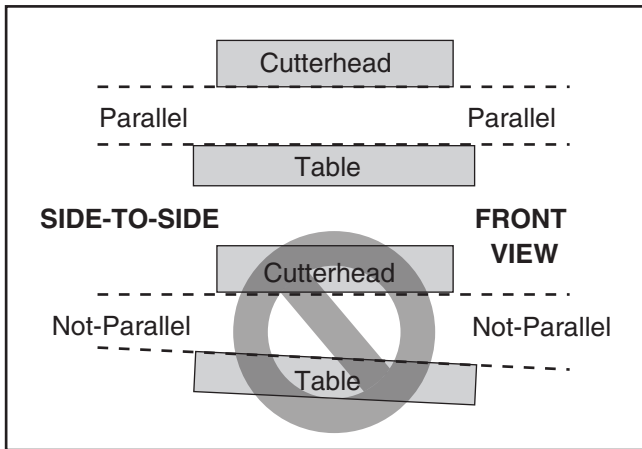 Cutterhead
Parallel Parallel
Table
SIDE-TO-SIDE FRONT
VIEW
Cutterhead
Not-Parallel Not-Parallel
Table